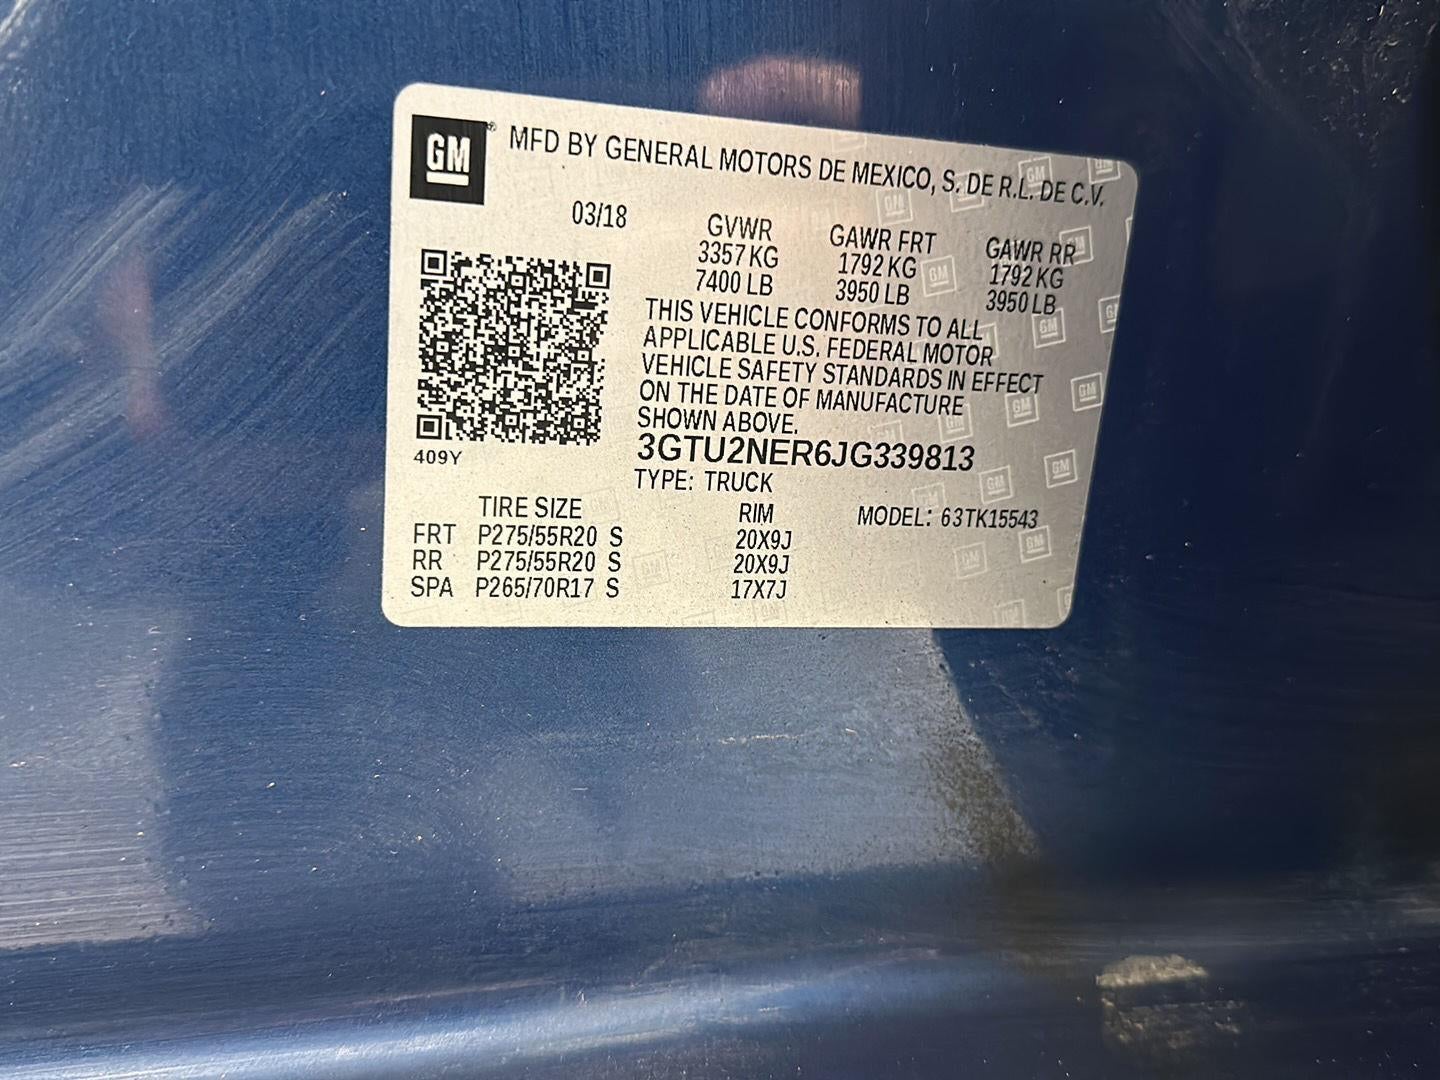 GM® MFD BY GENERAL MOTORS DE MEXICO, S. DE R.L. DE C.V.
03/18
GVWR GAWR FRT GAWR RR
3357 KG 1792 KG 1792 KG
7400 LB 3950 LB 3950 LB
THIS VEHICLE CONFORMS TO ALL
APPLICABLE U.S. FEDERAL MOTOR
VEHICLE SAFETY STANDARDS IN EFFECT
ON THE DATE OF MANUFACTURE
SHOWN ABOVE.
409Y
3GTU2NER6JG339813
TYPE: TRUCK
TIRE SIZE RIM MODEL: 63TK15543
FRT P275/55R20 S 20X9J
RR P275/55R20 S 20X9J
SPA P265/70R17 S 17X7J